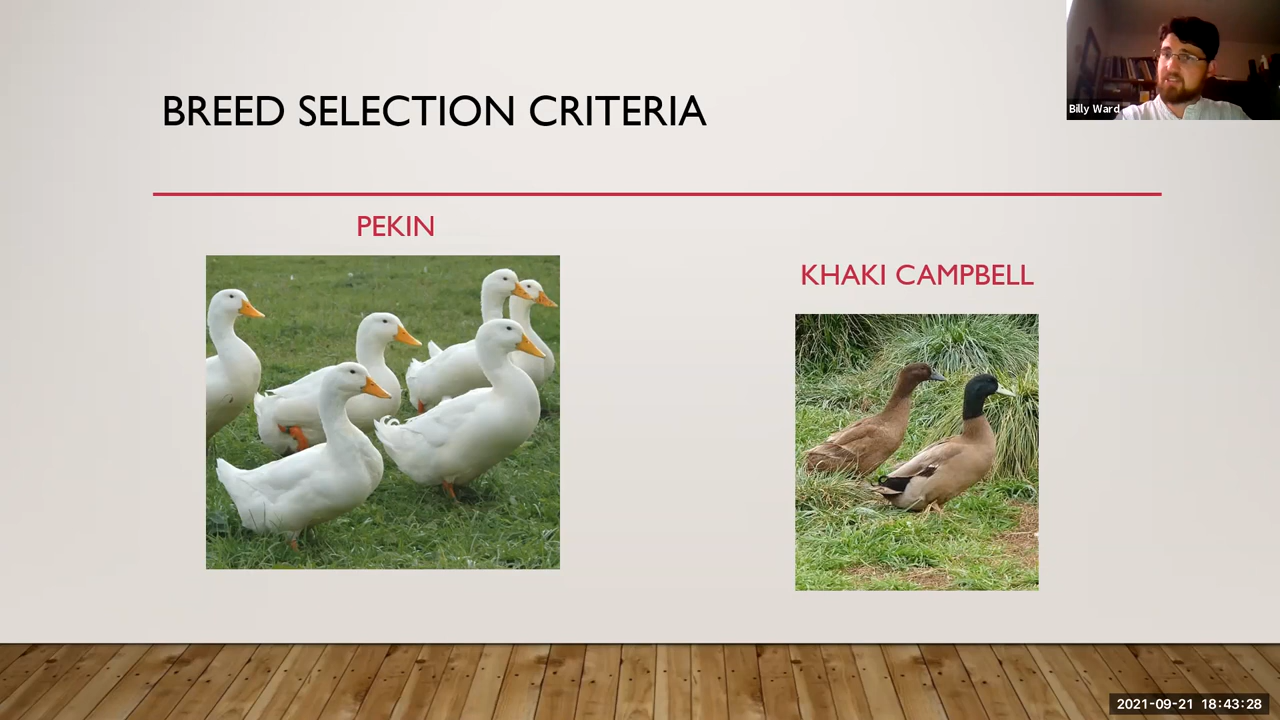 BREED SELECTION CRITERIA
Billy Ward
PEKIN
KHAKI CAMPBELL
2021-09-21 18:43:28